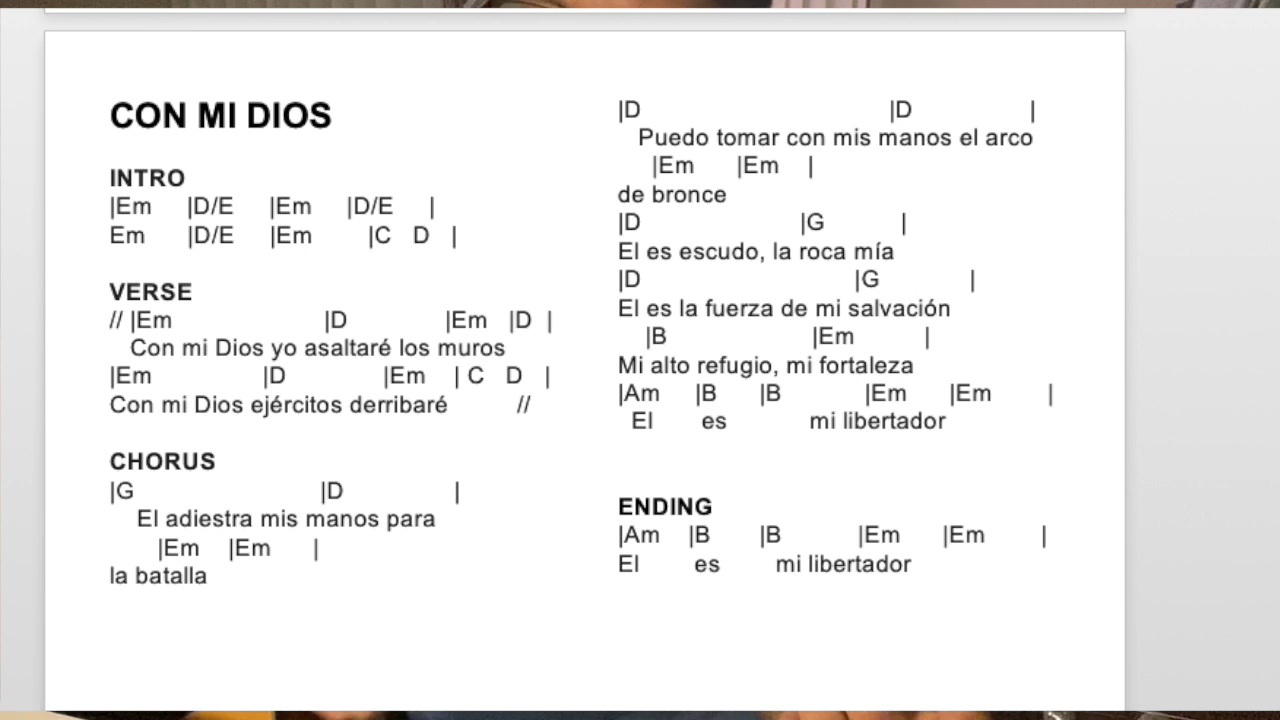 CON MI DIOS
INTRO
|Em |D/E |Em |D/E |
Em |D/E |Em |C D |
VERSE
// |Em |D |Em |D |
Con mi Dios yo asaltaré los muros
|Em |D |Em | C D |
Con mi Dios ejércitos derribaré //
CHORUS
|G |D |
El adiestra mis manos para
|Em |Em |
la batalla
|D |D |
Puedo tomar con mis manos el arco
|Em |Em |
de bronce
|D |G |
El es escudo, la roca mía
|D |G |
El es la fuerza de mi salvación
|B |Em |
Mi alto refugio, mi fortaleza
|Am |B |B |Em |Em |
El es mi libertador
ENDING
|Am |B |B |Em |Em |
El es mi libertador